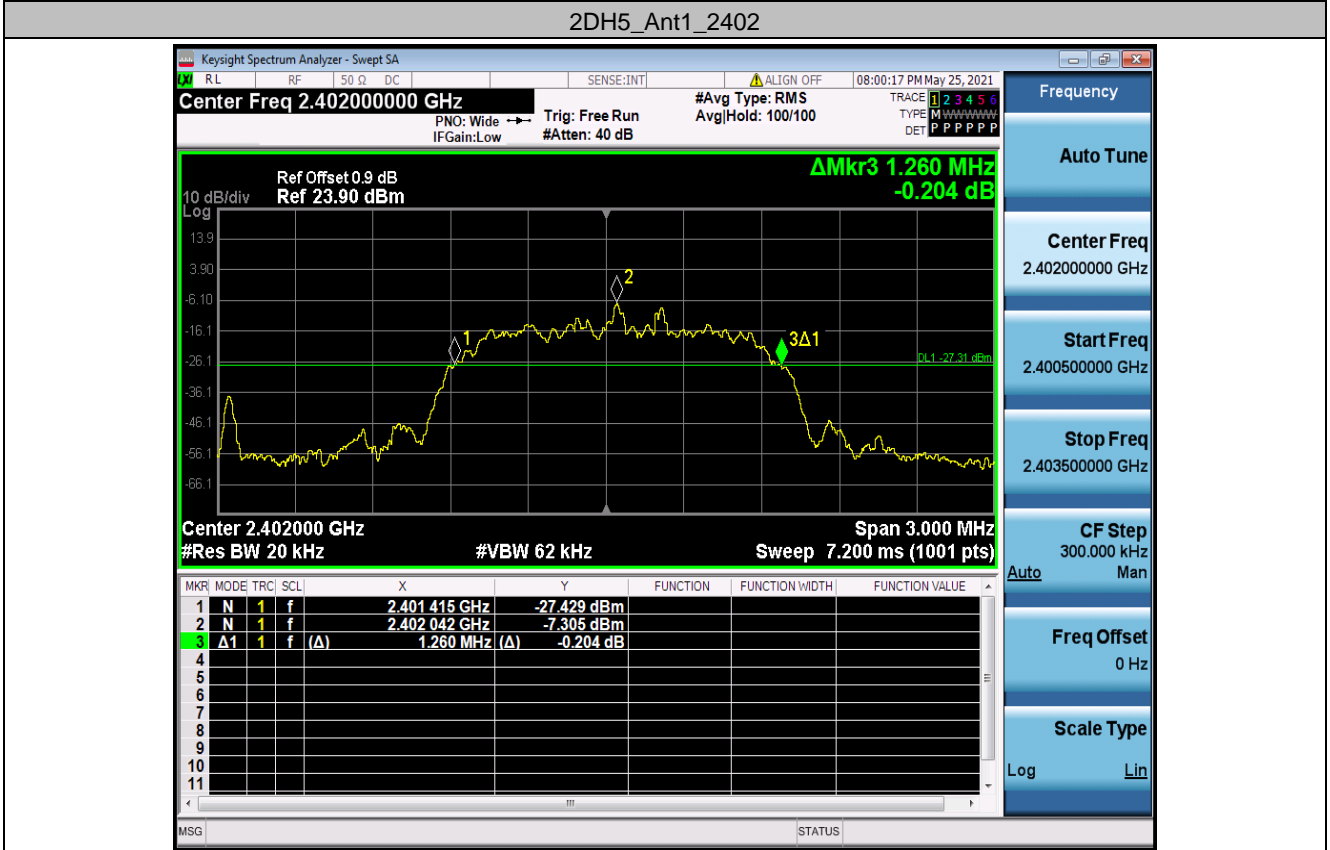 2DH5_Ant1_2402
Keysight Spectrum Analyzer - Swept SA
LXI RL RF 50 Ω DC SENSE:INT ALIGN OFF 08:00:17 PM May 25, 2021
Center Freq 2.402000000 GHz
PNO: Wide
IFGain:Low
Trig: Free Run
#Atten: 40 dB
#Avg Type: RMS
Avg|Hold: 100/100
TRACE 1 2 3 4 5 6
TYPE M WWWWW
DET P P P P P P
ΔMkr3 1.260 MHz
-0.204 dB
Ref Offset 0.9 dB
10 dB/div Ref 23.90 dBm
Log
13.9
3.90
-6.10
-16.1
-26.1
-36.1
-46.1
-56.1
-66.1
1
2
3Δ1
DL1 -27.31 dBm
Center 2.402000 GHz Span 3.000 MHz
#Res BW 20 kHz #VBW 62 kHz Sweep 7.200 ms (1001 pts)
MKR MODE TRC SCL X Y FUNCTION FUNCTION WIDTH FUNCTION VALUE
1 N 1 f 2.401 415 GHz -27.429 dBm
2 N 1 f 2.402 042 GHz -7.305 dBm
3 Δ1 1 f (Δ) 1.260 MHz (Δ) -0.204 dB
4
5
6
7
8
9
10
11
MSG STATUS
Frequency
Auto Tune
Center Freq
2.402000000 GHz
Start Freq
2.400500000 GHz
Stop Freq
2.403500000 GHz
CF Step
300.000 kHz
Auto Man
Freq Offset
0 Hz
Scale Type
Log Lin